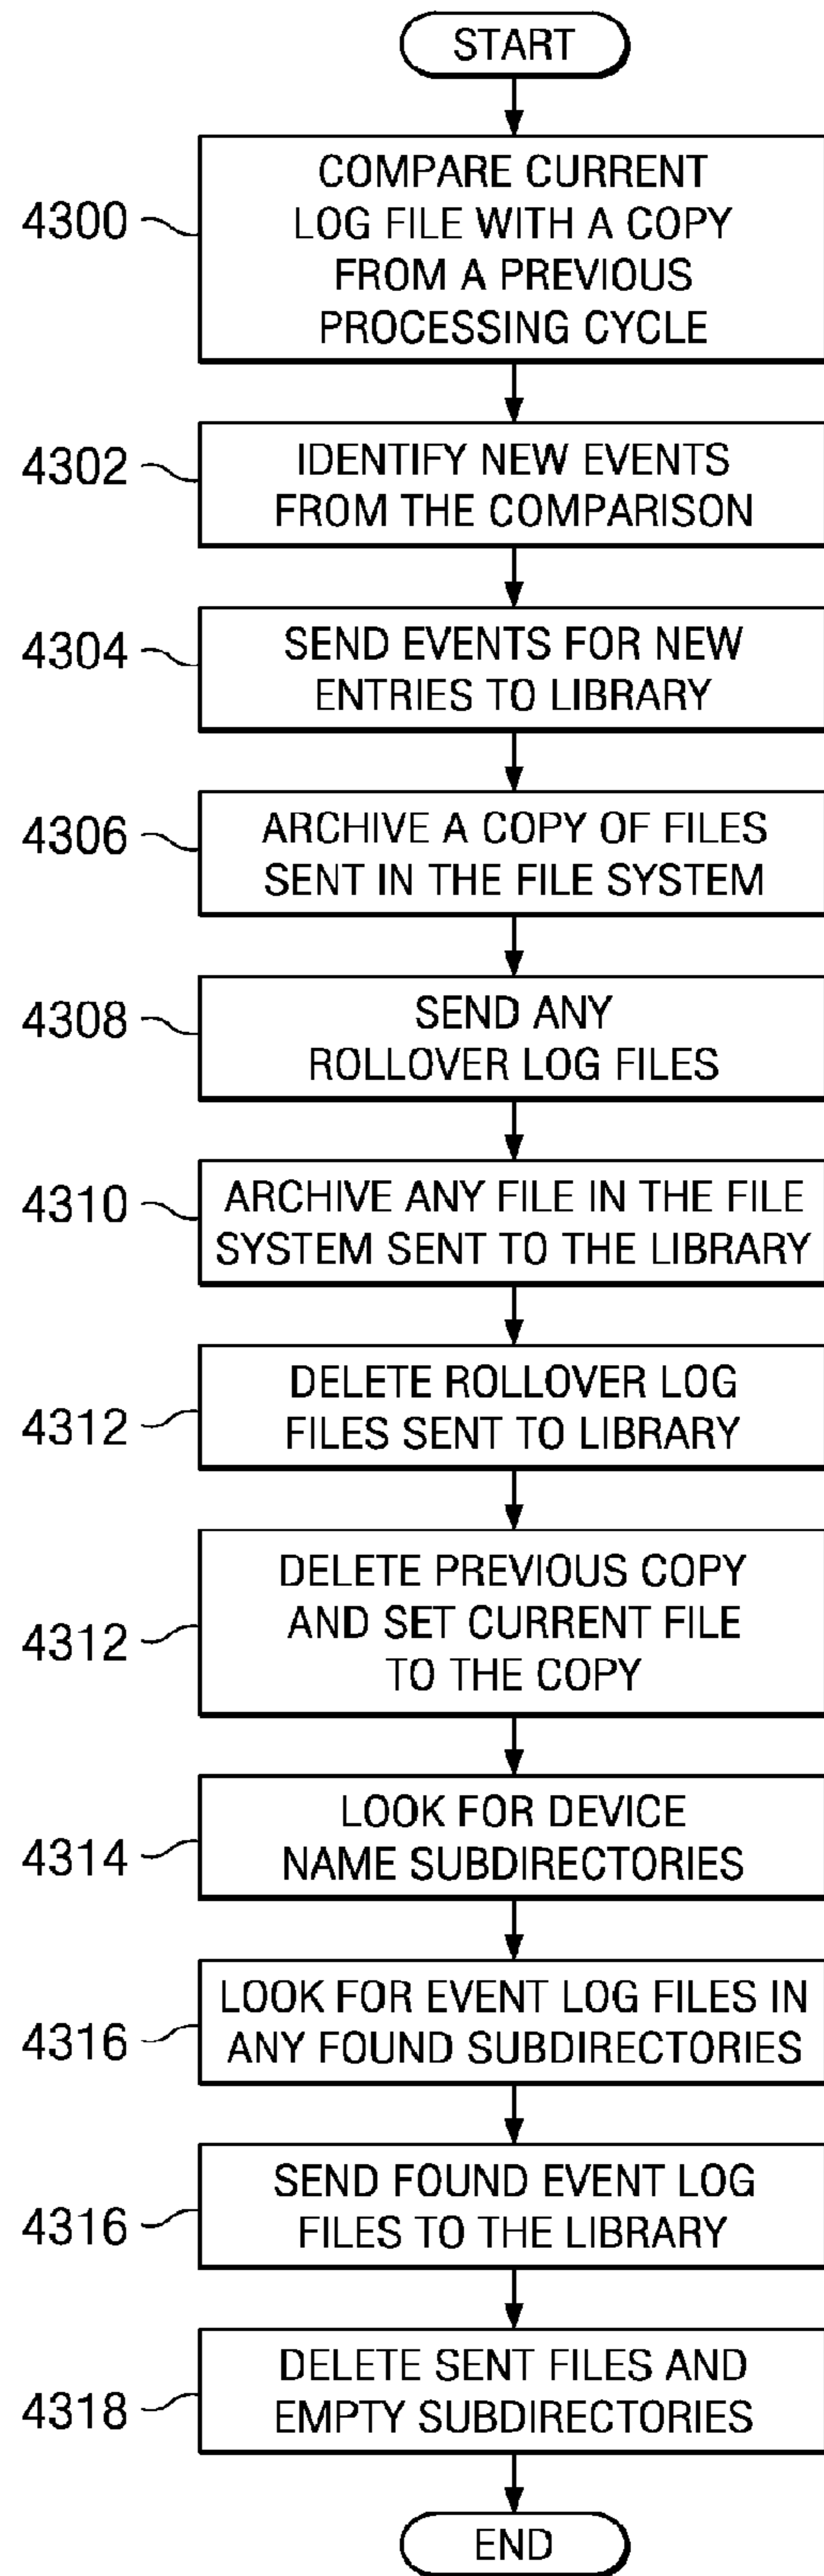 START
4300
COMPARE CURRENT
LOG FILE WITH A COPY
FROM A PREVIOUS
PROCESSING CYCLE
4302
IDENTIFY NEW EVENTS
FROM THE COMPARISON
4304
SEND EVENTS FOR NEW
ENTRIES TO LIBRARY
4306
ARCHIVE A COPY OF FILES
SENT IN THE FILE SYSTEM
4308
SEND ANY
ROLLOVER LOG FILES
4310
ARCHIVE ANY FILE IN THE FILE
SYSTEM SENT TO THE LIBRARY
4312
DELETE ROLLOVER LOG
FILES SENT TO LIBRARY
4312
DELETE PREVIOUS COPY
AND SET CURRENT FILE
TO THE COPY
4314
LOOK FOR DEVICE
NAME SUBDIRECTORIES
4316
LOOK FOR EVENT LOG FILES IN
ANY FOUND SUBDIRECTORIES
4316
SEND FOUND EVENT LOG
FILES TO THE LIBRARY
4318
DELETE SENT FILES AND
EMPTY SUBDIRECTORIES
END